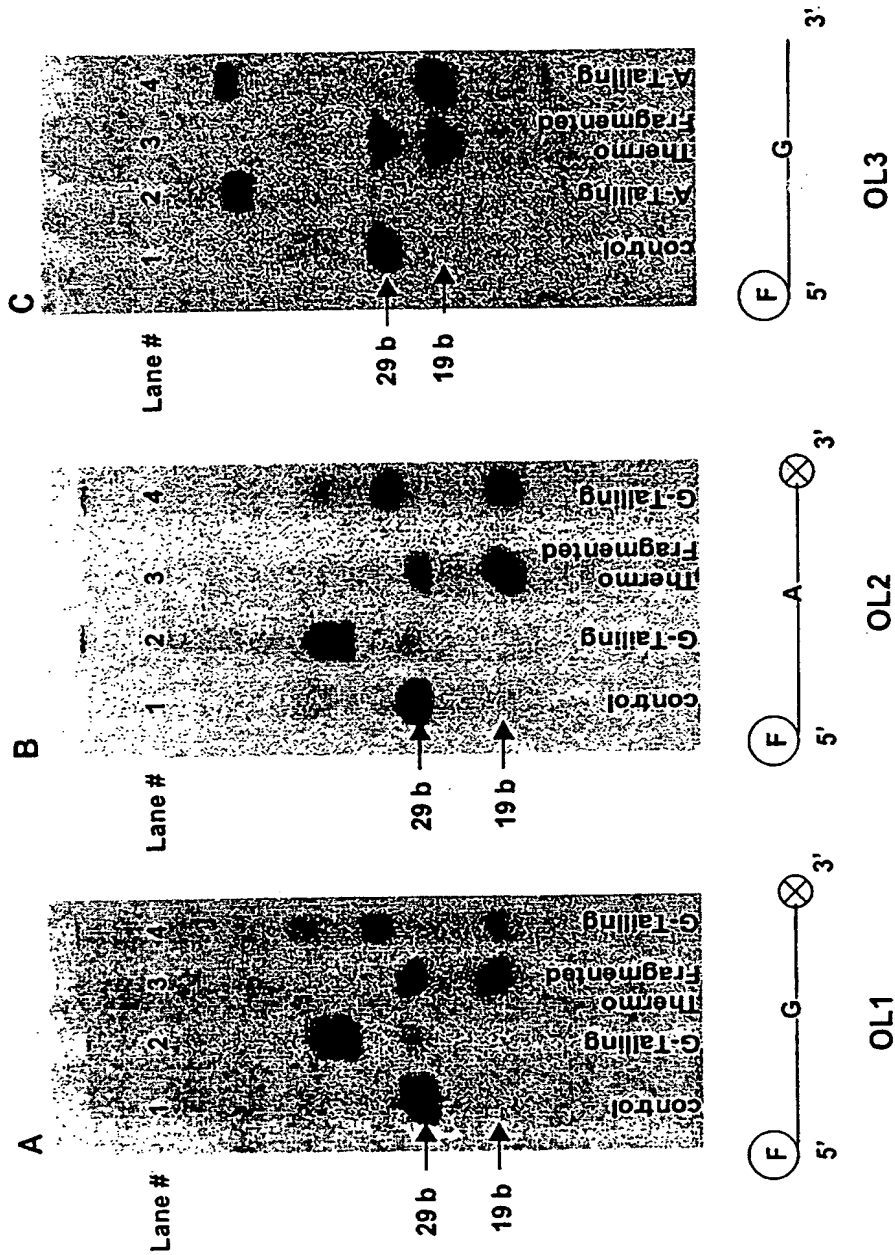 A
Lane #
1 2 3 4
29 b
19 b
control
G-Tailing
Thermo
Fragmented
G-Tailing
F
G
5'
3'
OL1
B
Lane #
1 2 3 4
29 b
19 b
control
G-Tailing
Thermo
Fragmented
G-Tailing
F
A
5'
3'
OL2
C
Lane #
1 2 3 4
29 b
19 b
control
A-Tailing
Thermo
Fragmented
A-Tailing
F
G
5'
3'
OL3